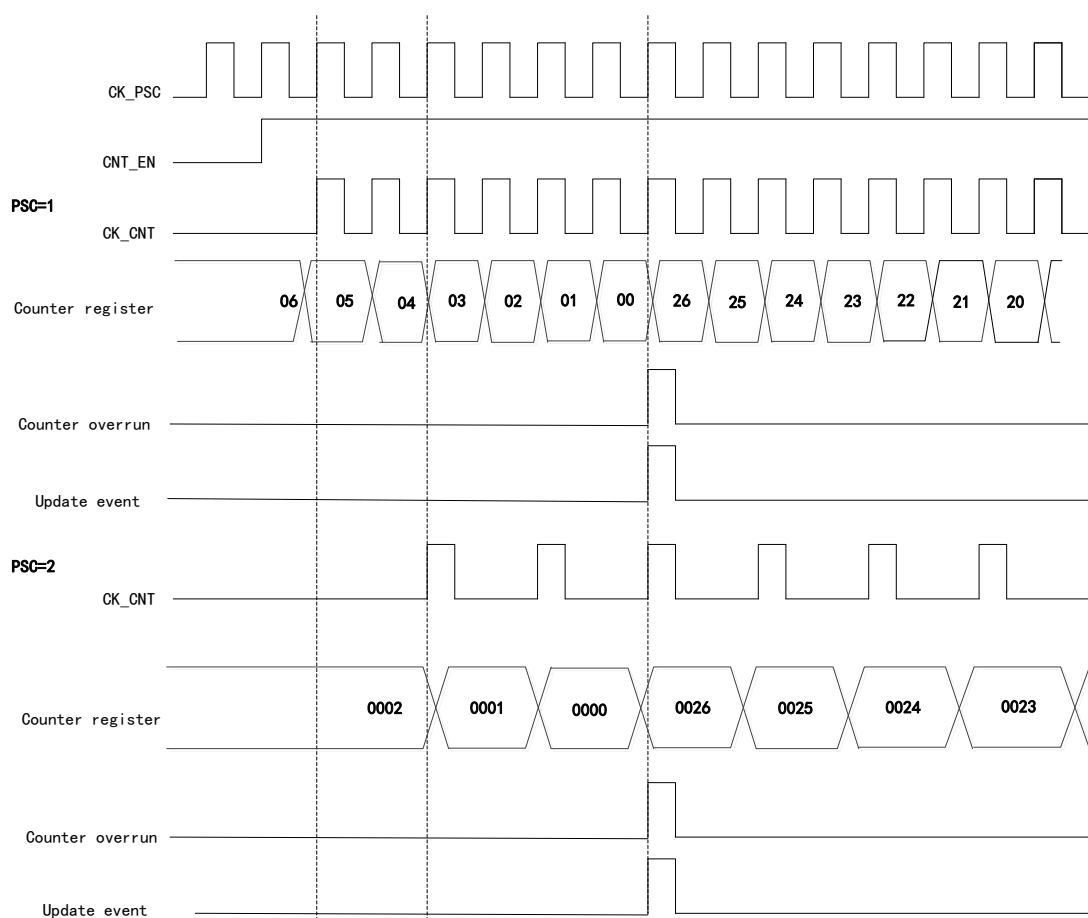 CK_PSC
CNT_EN
PSC=1
CK_CNT
Counter register 06 05 04 03 02 01 00 26 25 24 23 22 21 20
Counter overrun
Update event
PSC=2
CK_CNT
Counter register 0002 0001 0000 0026 0025 0024 0023
Counter overrun
Update event